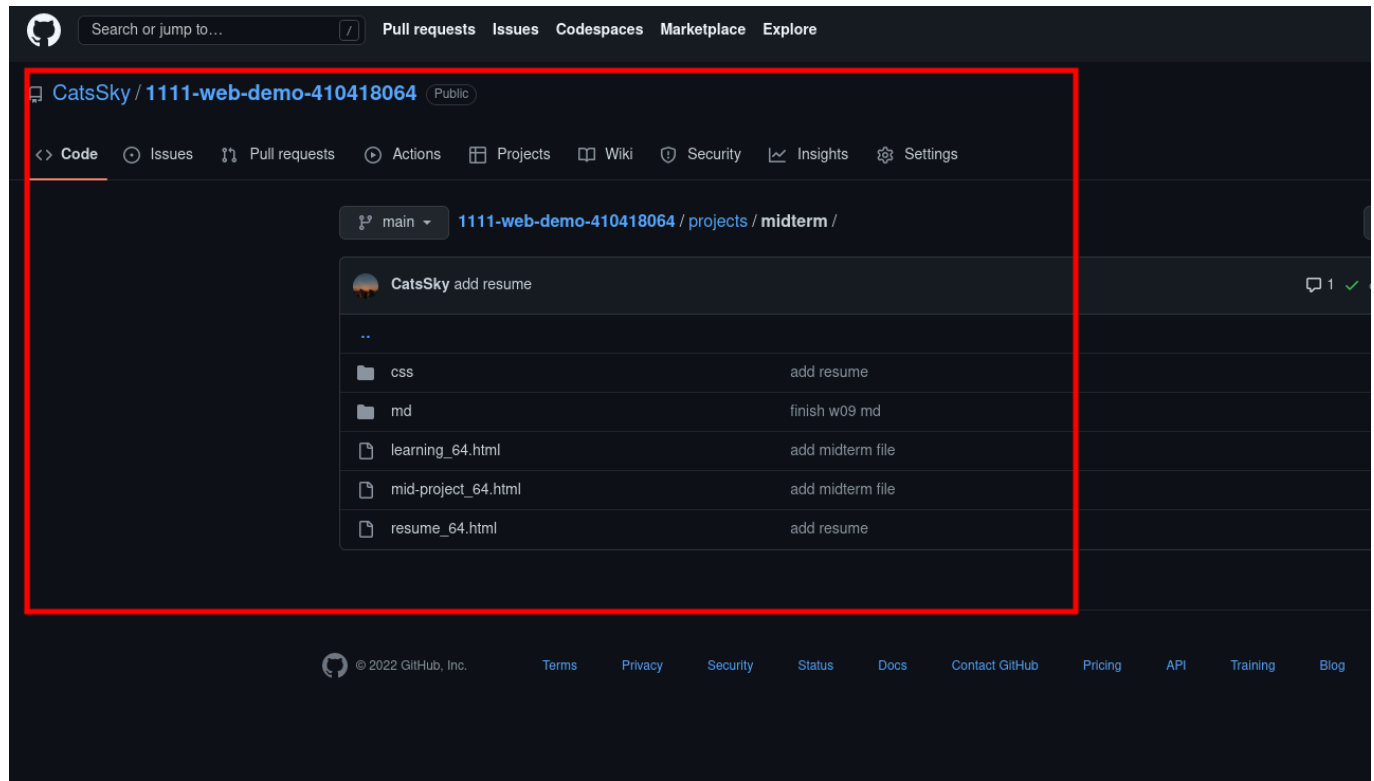 Search or jump to... / Pull requests Issues Codespaces Marketplace Explore
CatsSky / 1111-web-demo-410418064 Public
<> Code Issues Pull requests Actions Projects Wiki Security Insights Settings
main 1111-web-demo-410418064 / projects / midterm /
CatsSky add resume 1
..
css add resume
md finish w09 md
learning_64.html add midterm file
mid-project_64.html add midterm file
resume_64.html add resume
© 2022 GitHub, Inc. Terms Privacy Security Status Docs Contact GitHub Pricing API Training Blog